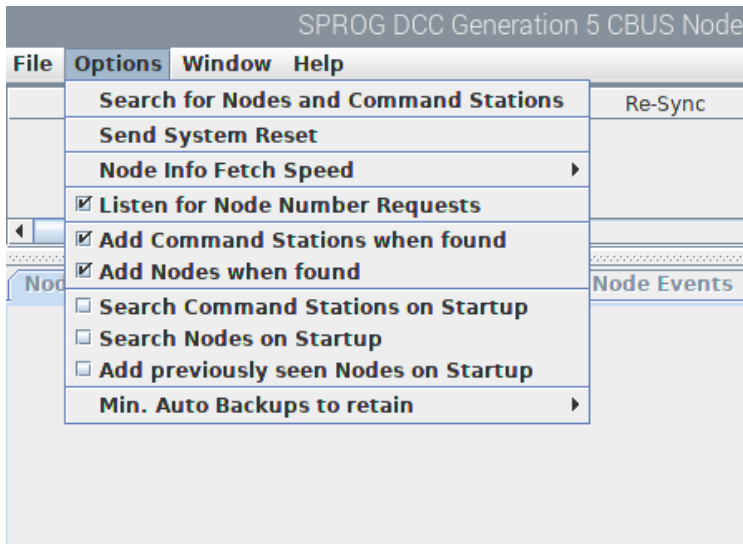 SPROG DCC Generation 5 CBUS Node
File Options Window Help
Search for Nodes and Command Stations
Re-Sync
Send System Reset
Node Info Fetch Speed
Listen for Node Number Requests
Add Command Stations when found
Add Nodes when found
Nod
Node Events
Search Command Stations on Startup
Search Nodes on Startup
Add previously seen Nodes on Startup
Min. Auto Backups to retain